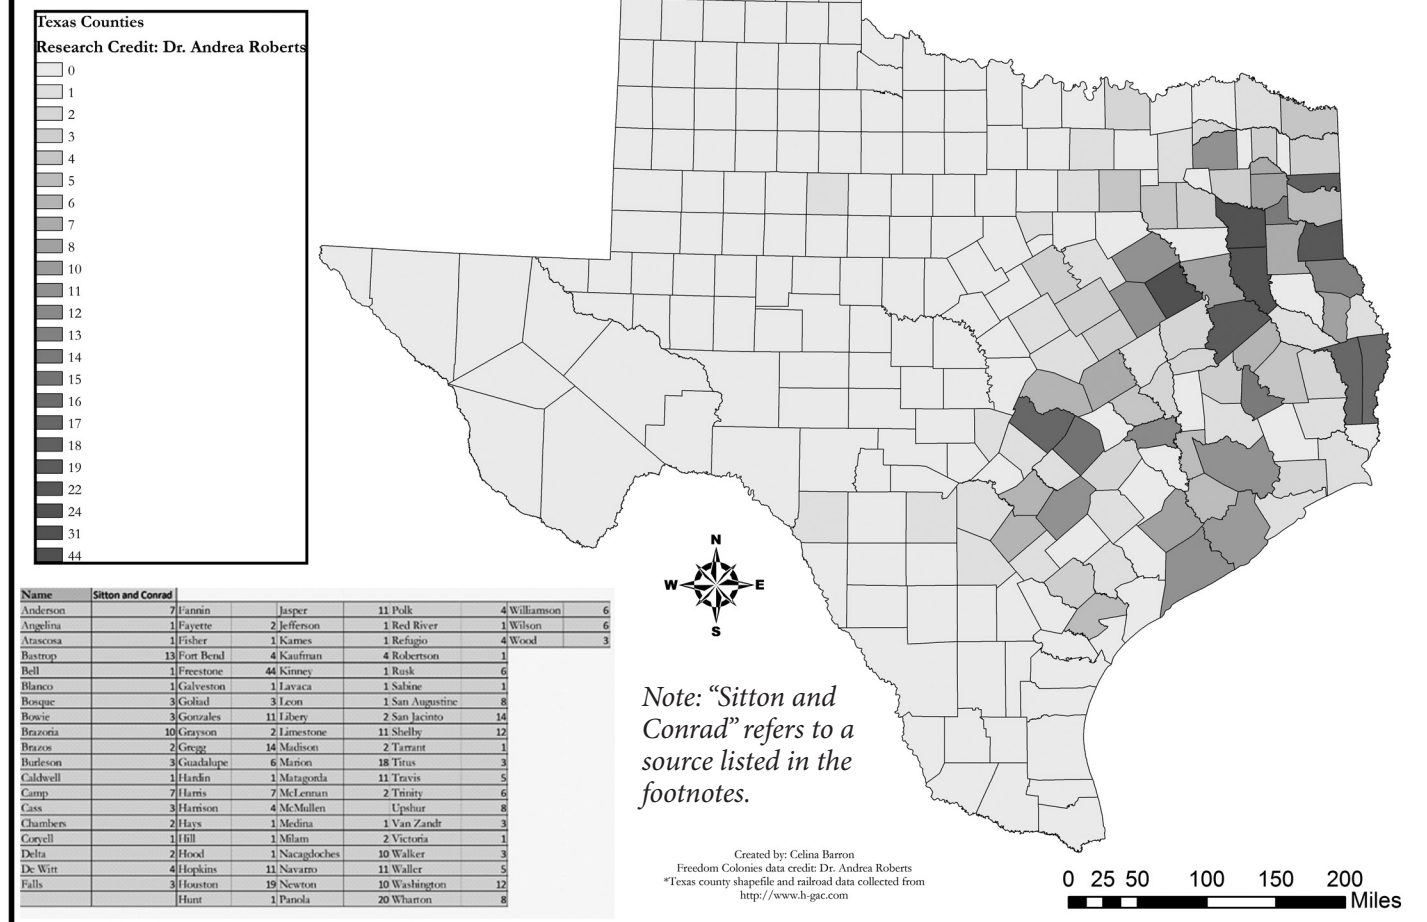 Texas Counties
Research Credit: Dr. Andrea Roberts
0
1
2
3
4
5
6
7
8
10
11
12
13
14
15
16
17
18
19
22
24
31
44
N
W E
S
Name Sitton and Conrad
Anderson 7 Fannin Jasper 11 Polk 4 Williamson 6
Angelina 1 Fayette 2 Jefferson 1 Red River 1 Wilson 6
Atascosa 1 Fisher 1 Karnes 1 Refugio 4 Wood 3
Bastrop 13 Fort Bend 4 Kaufman 4 Robertson 1
Bell 1 Freestone 44 Kinney 1 Rusk 6
Blanco 1 Galveston 1 Lavaca 1 Sabine 1
Bosque 3 Goliad 3 Leon 1 San Augustine 8
Bowie 3 Gonzales 11 Libery 2 San Jacinto 14
Brazoria 10 Grayson 2 Limestone 11 Shelby 12
Brazos 2 Gregg 14 Madison 2 Tarrant 1
Burleson 3 Guadalupe 6 Marion 18 Titus 3
Caldwell 1 Hardin 1 Matagorda 11 Travis 5
Camp 7 Harris 7 McLennan 2 Trinity 6
Cass 3 Harrison 4 McMullen Upshur 8
Chambers 2 Hays 1 Medina 1 Van Zandt 3
Coryell 1 Hill 1 Milam 2 Victoria 1
Delta 2 Hood 1 Nacagdoches 10 Walker 3
De Witt 4 Hopkins 11 Navarro 11 Waller 5
Falls 3 Houston 19 Newton 10 Washington 12
Hunt 1 Panola 20 Wharton 8
Note: “Sitton and
Conrad” refers to a
source listed in the
footnotes.
Created by: Celina Barron
Freedom Colonies data credit: Dr. Andrea Roberts
*Texas county shapefile and railroad data collected from
http://www.h-gac.com
0 25 50 100 150 200
Miles